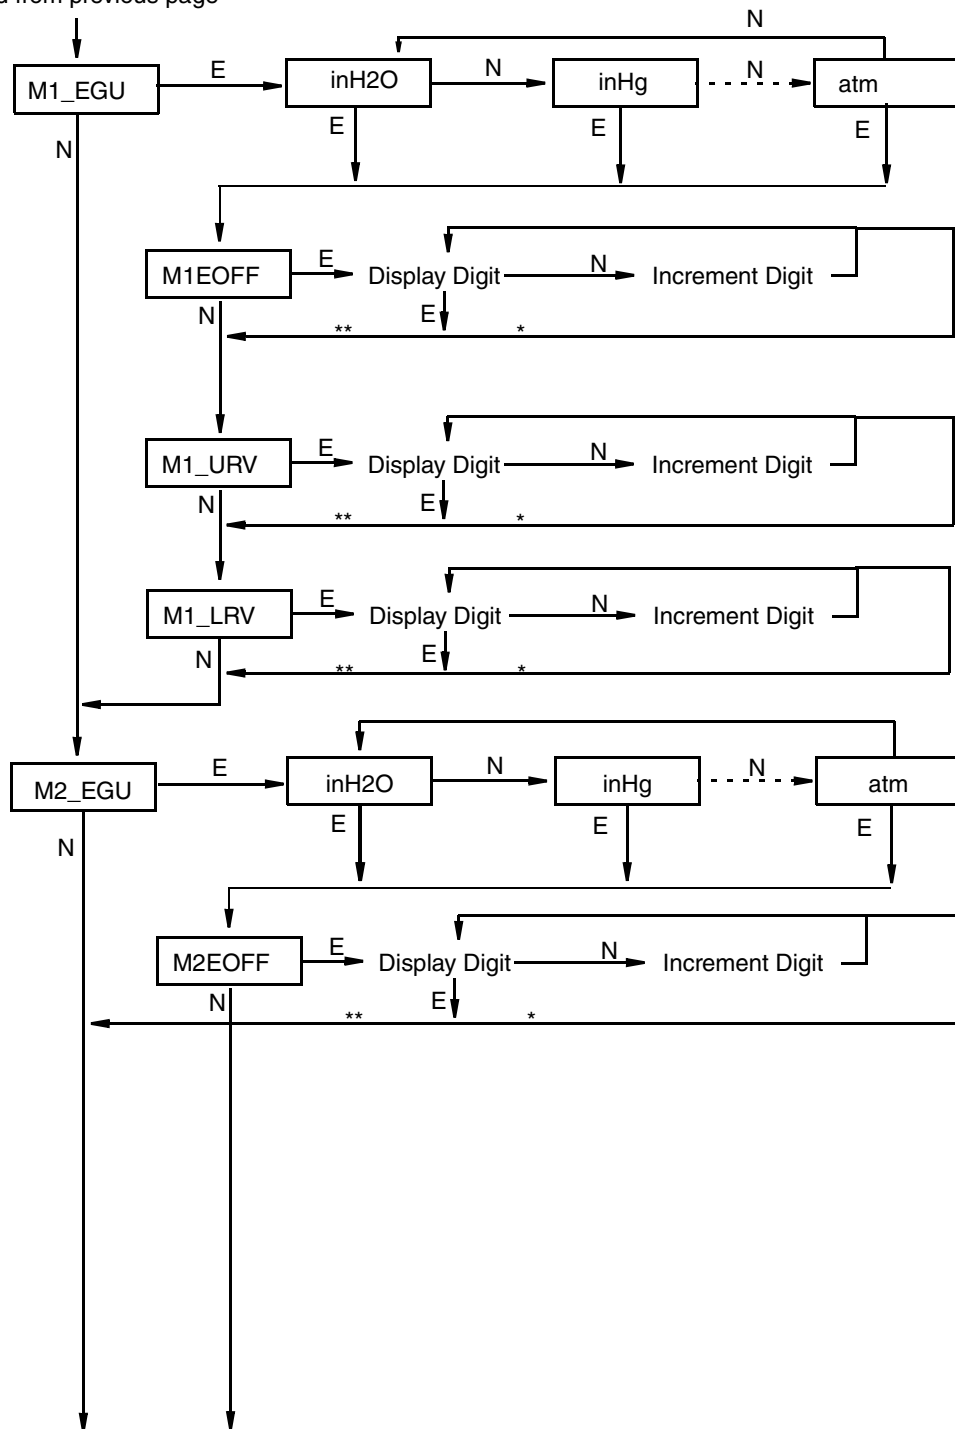 d from previous page
N
M1_EGU E inH2O N inHg N atm
E E E
N
M1EOFF E Display Digit N Increment Digit
N E
** *
M1_URV E Display Digit N Increment Digit
N E
** *
M1_LRV E Display Digit N Increment Digit
N E
** *
M2_EGU E inH2O N inHg N atm
E E E
N
M2EOFF E Display Digit N Increment Digit
N E
** *